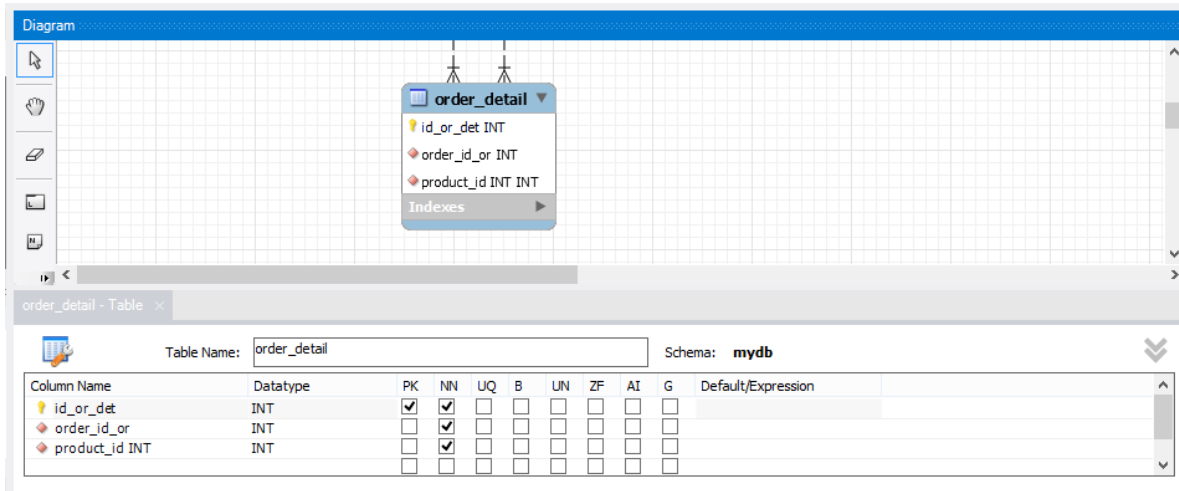 Diagram
order_detail
id_or_det INT
order_id_or INT
product_id INT INT
Indexes
order_detail - Table
Table Name: order_detail Schema: mydb
Column Name Datatype PK NN UQ B UN ZF AI G Default/Expression
id_or_det INT
order_id_or INT
product_id INT INT